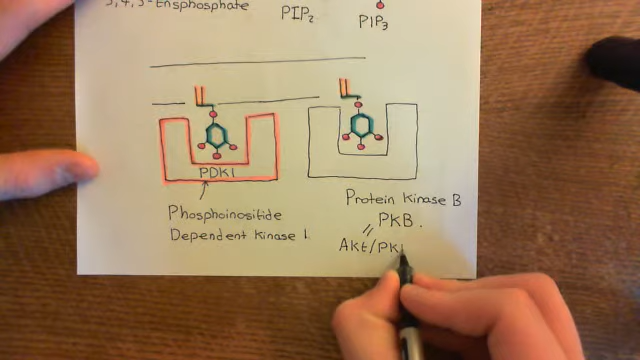 3,4,5-Trisphosphate
PIP2
PIP3
PDK1
Phosphoinositide
Dependent Kinase 1.
Protein Kinase B
PKB.
Akt/PK